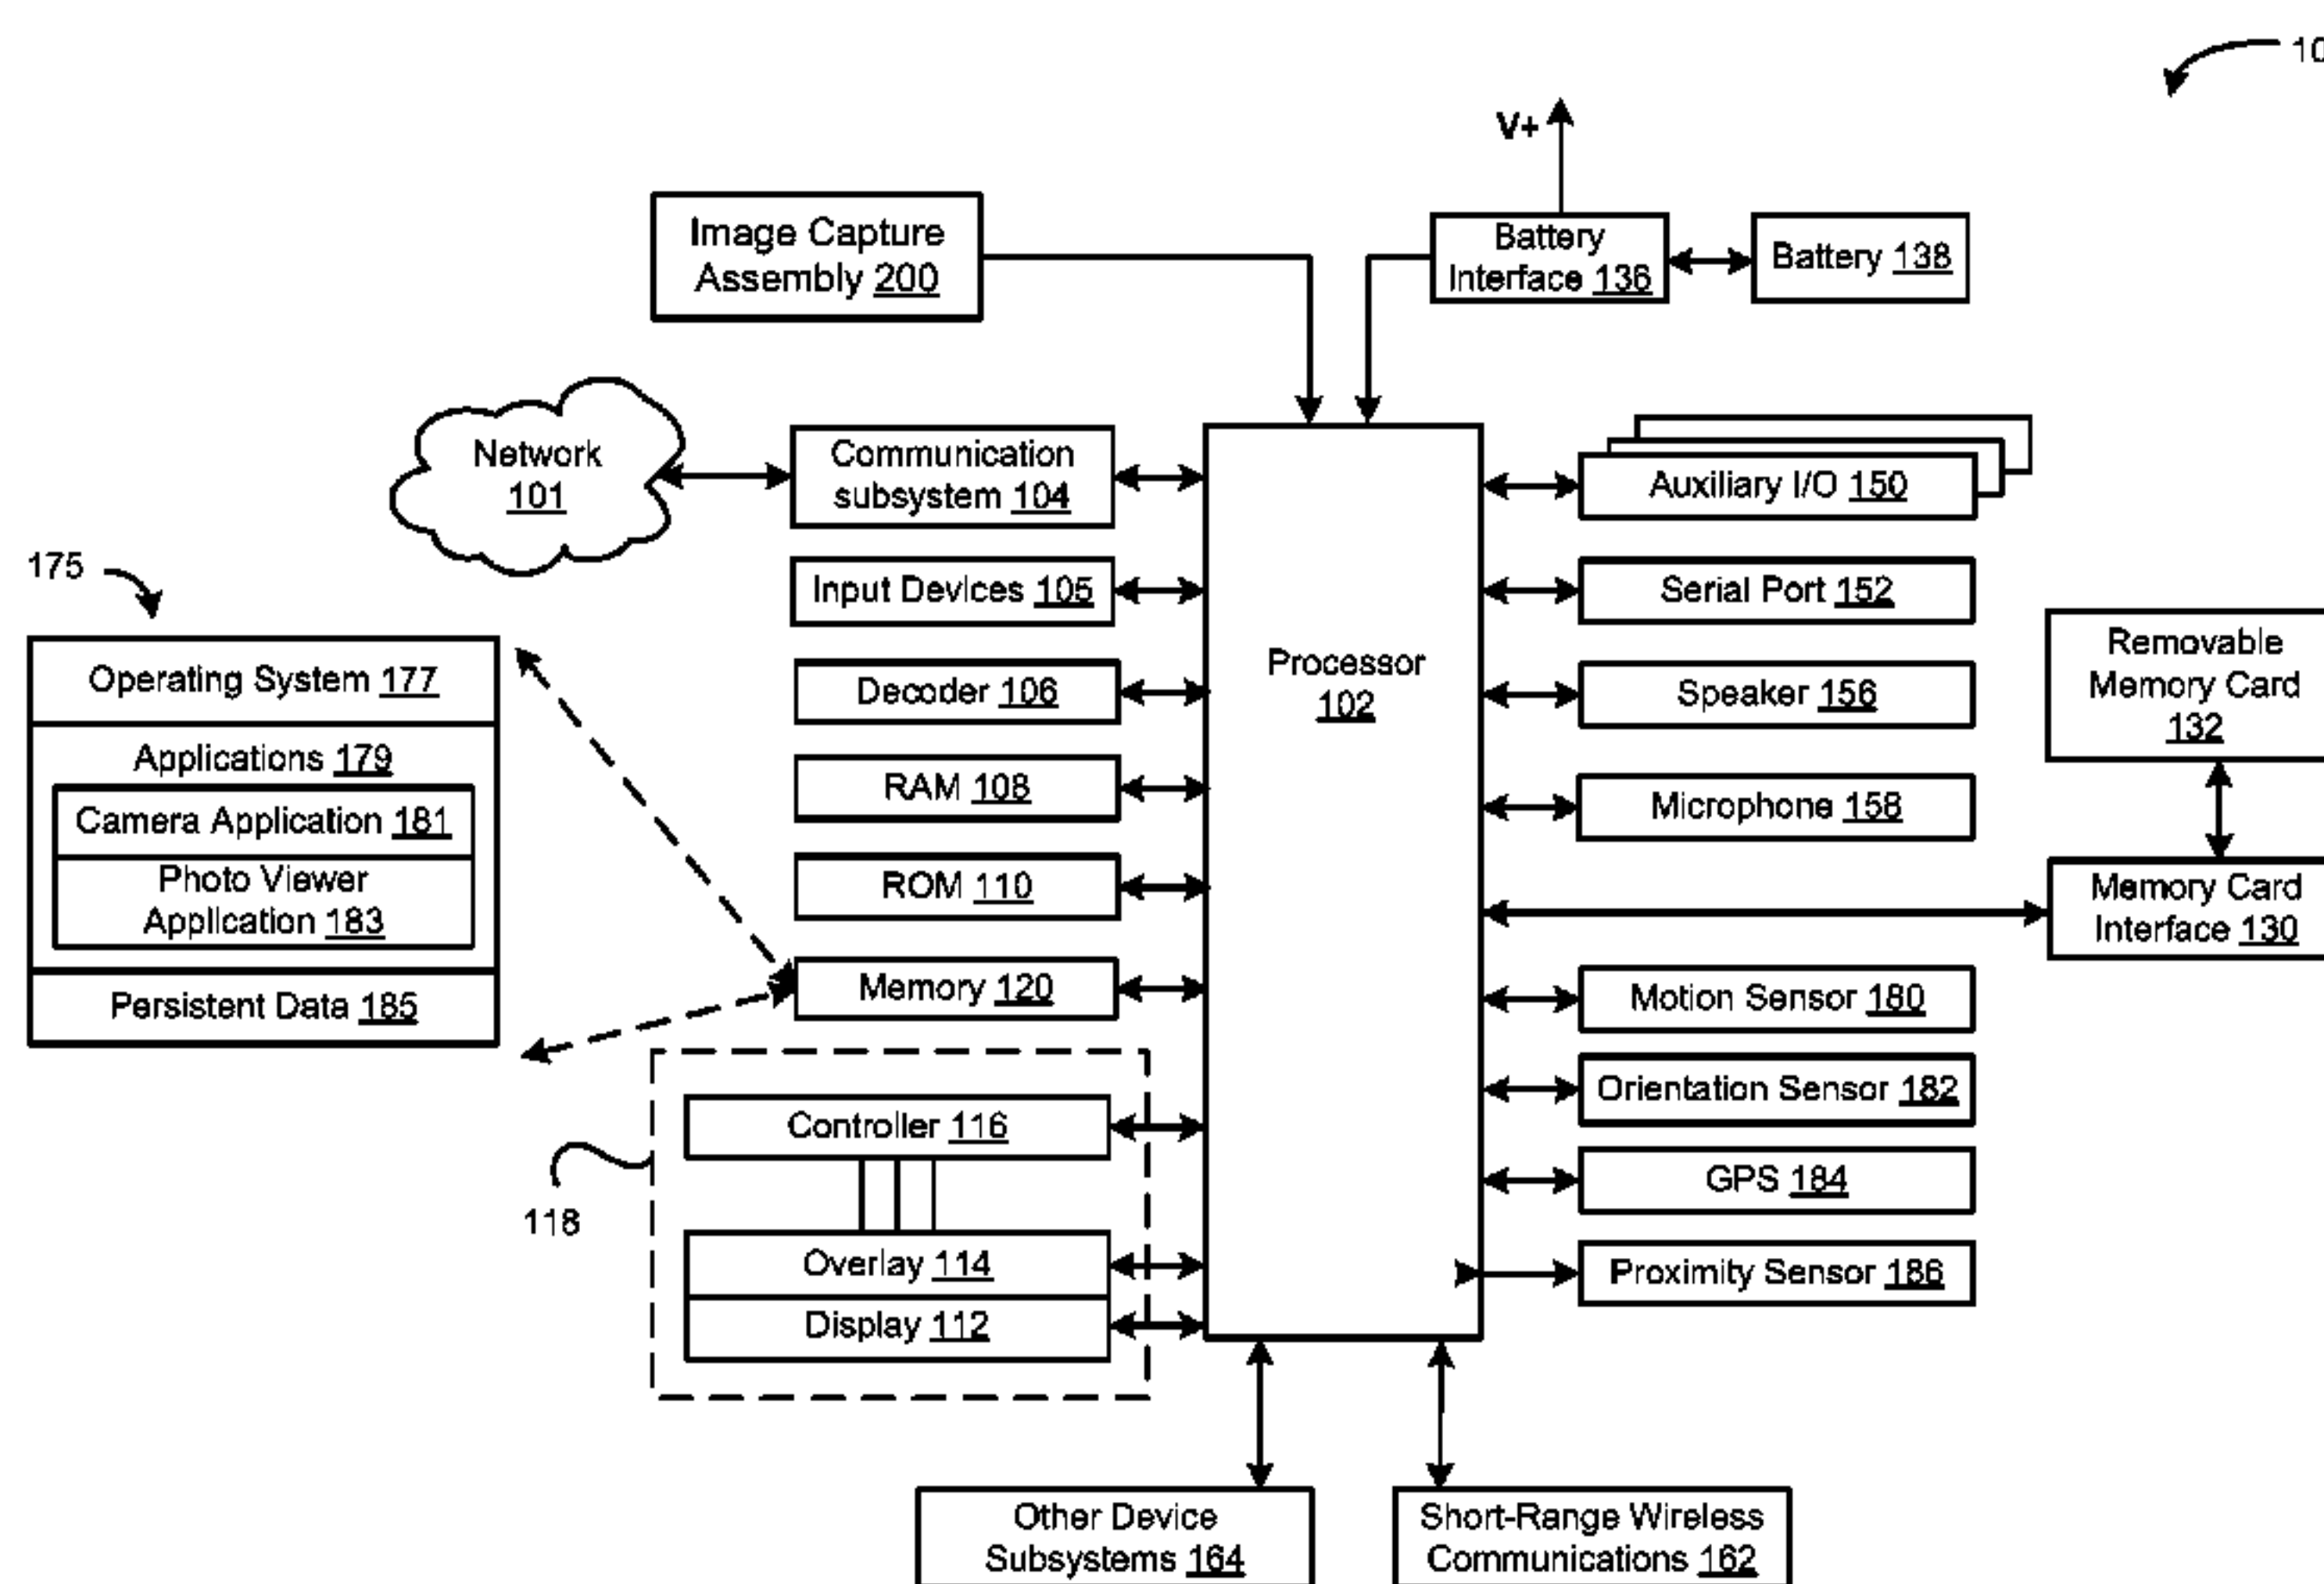 10
V+
Image Capture
Assembly 200
Battery
Interface 136
Battery 138
Network
101
Communication
subsystem 104
Auxiliary I/O 150
175
Input Devices 105
Serial Port 152
Operating System 177
Decoder 106
Processor
102
Speaker 156
Removable
Memory Card
132
Applications 179
Camera Application 181
Photo Viewer
Application 183
RAM 108
Microphone 158
ROM 110
Memory Card
Interface 130
Persistent Data 185
Memory 120
Motion Sensor 180
Controller 116
Orientation Sensor 182
118
GPS 184
Overlay 114
Display 112
Proximity Sensor 186
Other Device
Subsystems 164
Short-Range Wireless
Communications 162